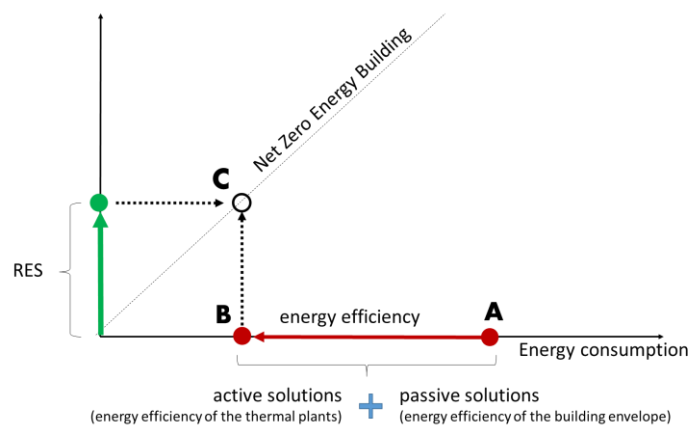 Net Zero Energy Building
C
RES
B
energy efficiency
A
Energy consumption
active solutions
(energy efficiency of the thermal plants)
+
passive solutions
(energy efficiency of the building envelope)